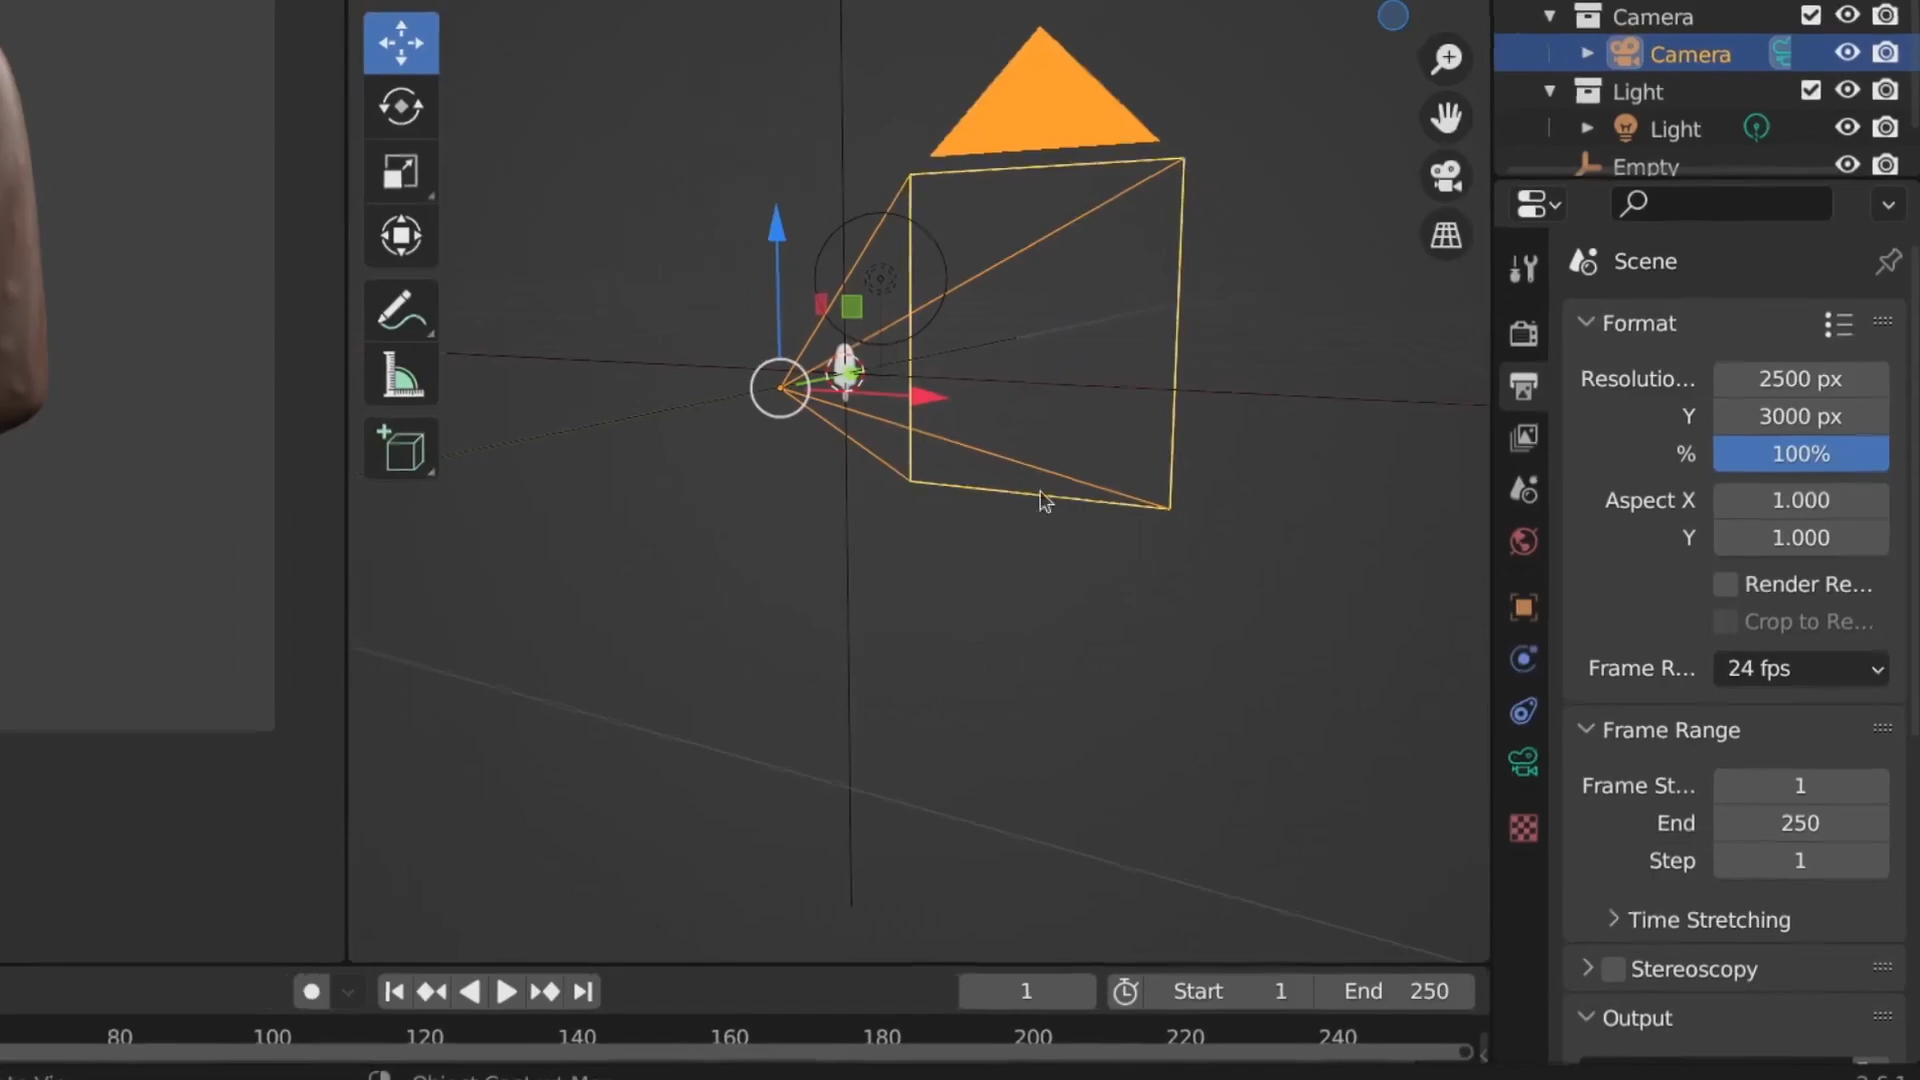 Camera
Camera
Light
Light
Empty
Scene
Format
Resolutio... 2500 px
Y 3000 px
% 100%
Aspect X 1.000
Y 1.000
Render Re...
Crop to Re...
Frame R... 24 fps
Frame Range
Frame St... 1
End 250
Step 1
Time Stretching
Stereoscopy
Output
1 Start 1 End 250
80 100 120 140 160 180 200 220 240